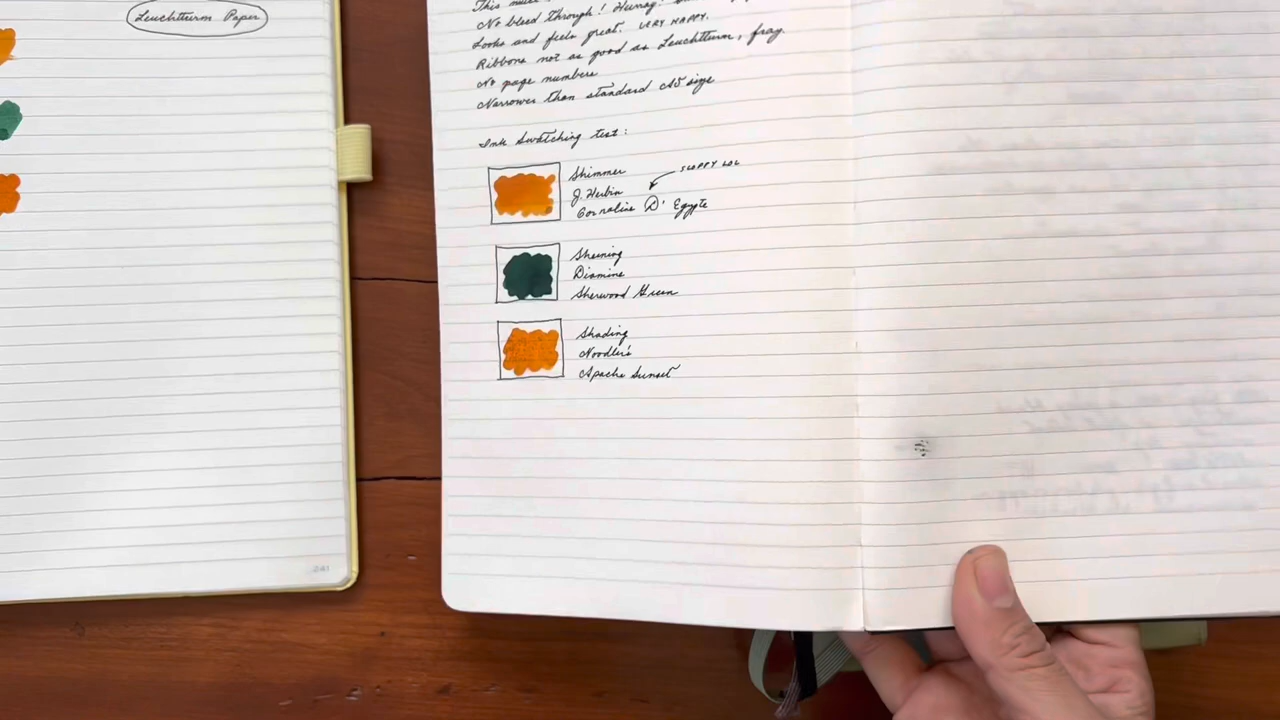 Leuchtturm Paper
241
This
No bleed through! Hurray!
Looks and feels great. VERY HAPPY.
Ribbons not as good as Leuchtturm, fray.
No page numbers
Narrower than standard A5 size
Ink Swatching test:
Shimmer
SLOPPY LOL
J. Herbin
Cornaline D' Egypte
Sheening
Diamine
Sherwood Green
Shading
Noodler's
Apache Sunset